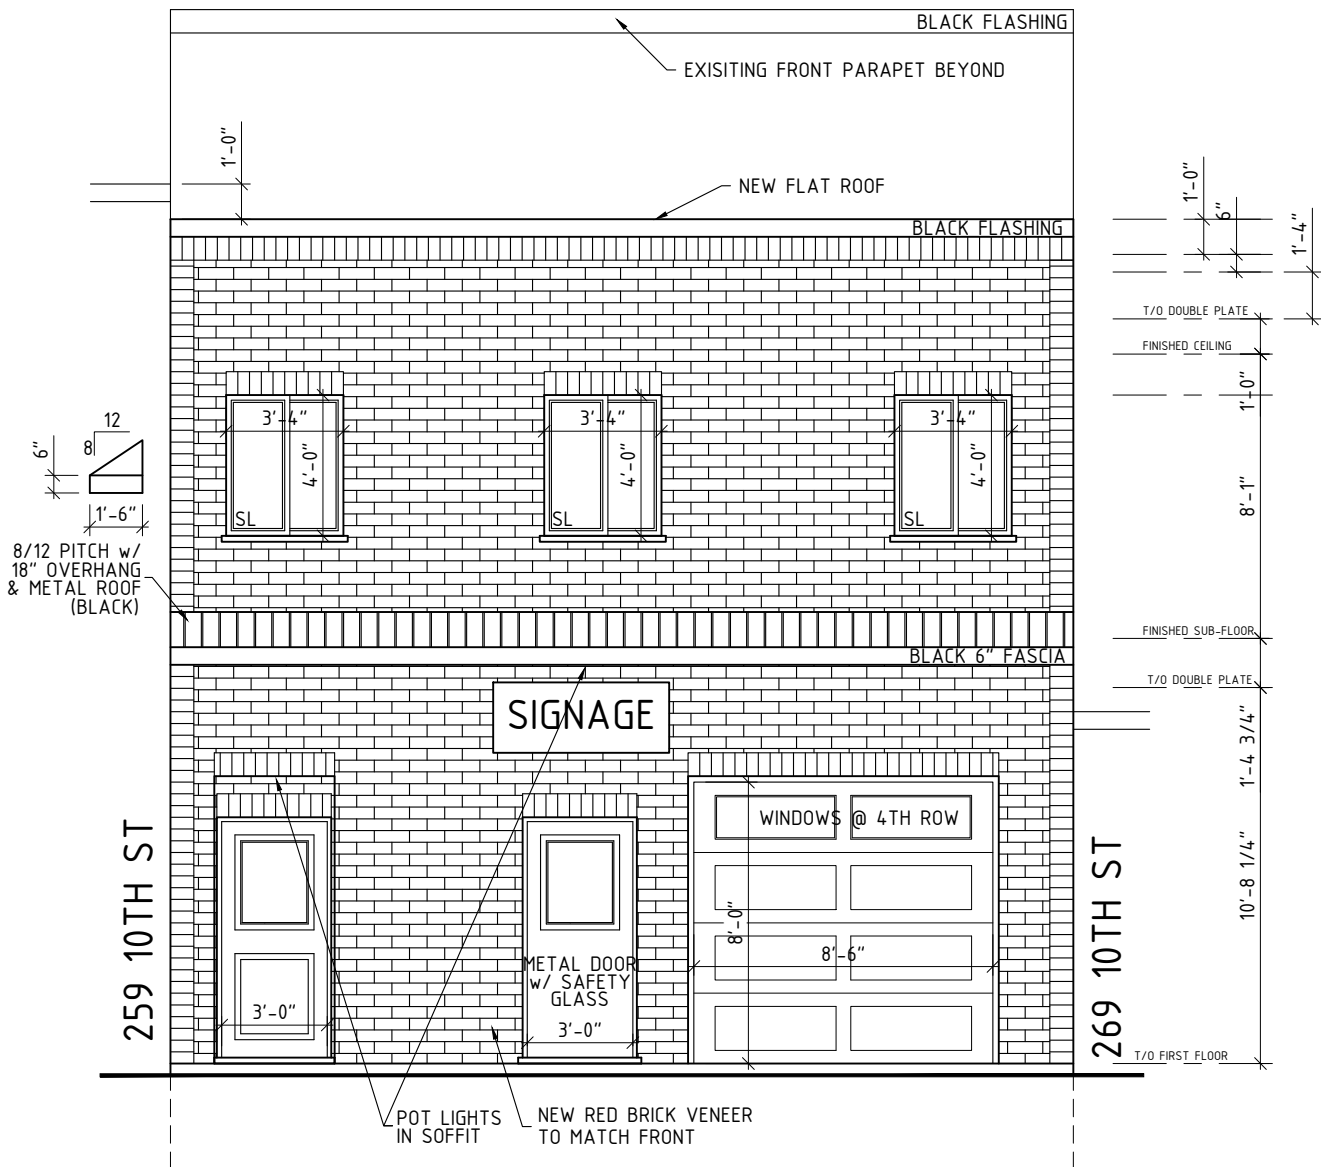 BLACK FLASHING
EXISITING FRONT PARAPET BEYOND
1'-0"
NEW FLAT ROOF
1'-0"
6"
1'-4"
BLACK FLASHING
T/O DOUBLE PLATE
FINISHED CEILING
1'-0"
12
8
6"
1'-6"
3'-4"
4'-0"
SL
3'-4"
4'-0"
SL
3'-4"
4'-0"
SL
8'-1"
8/12 PITCH w/
18" OVERHANG
& METAL ROOF
(BLACK)
FINISHED SUB-FLOOR
BLACK 6" FASCIA
T/O DOUBLE PLATE
SIGNAGE
1'-4 3/4"
WINDOWS @ 4TH ROW
259 10TH ST
8'-0"
8'-6"
10'-8 1/4"
METAL DOOR
w/ SAFETY
GLASS
3'-0"
3'-0"
269 10TH ST
T/O FIRST FLOOR
POT LIGHTS
IN SOFFIT
NEW RED BRICK VENEER
TO MATCH FRONT